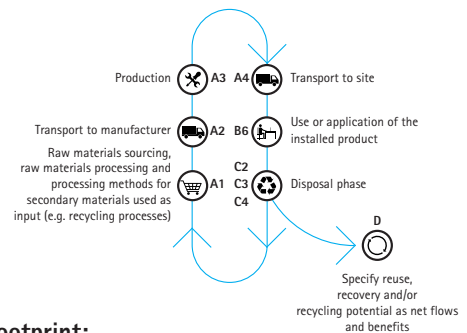 Production
A3
A4
Transport to site
Transport to manufacturer
A2
B6
Use or application of the
installed product
Raw materials sourcing,
raw materials processing and
processing methods for
secondary materials used as
input (e.g. recycling processes)
A1
C2
C3
C4
Disposal phase
D
Specify reuse,
recovery and/or
recycling potential as net flows
and benefits